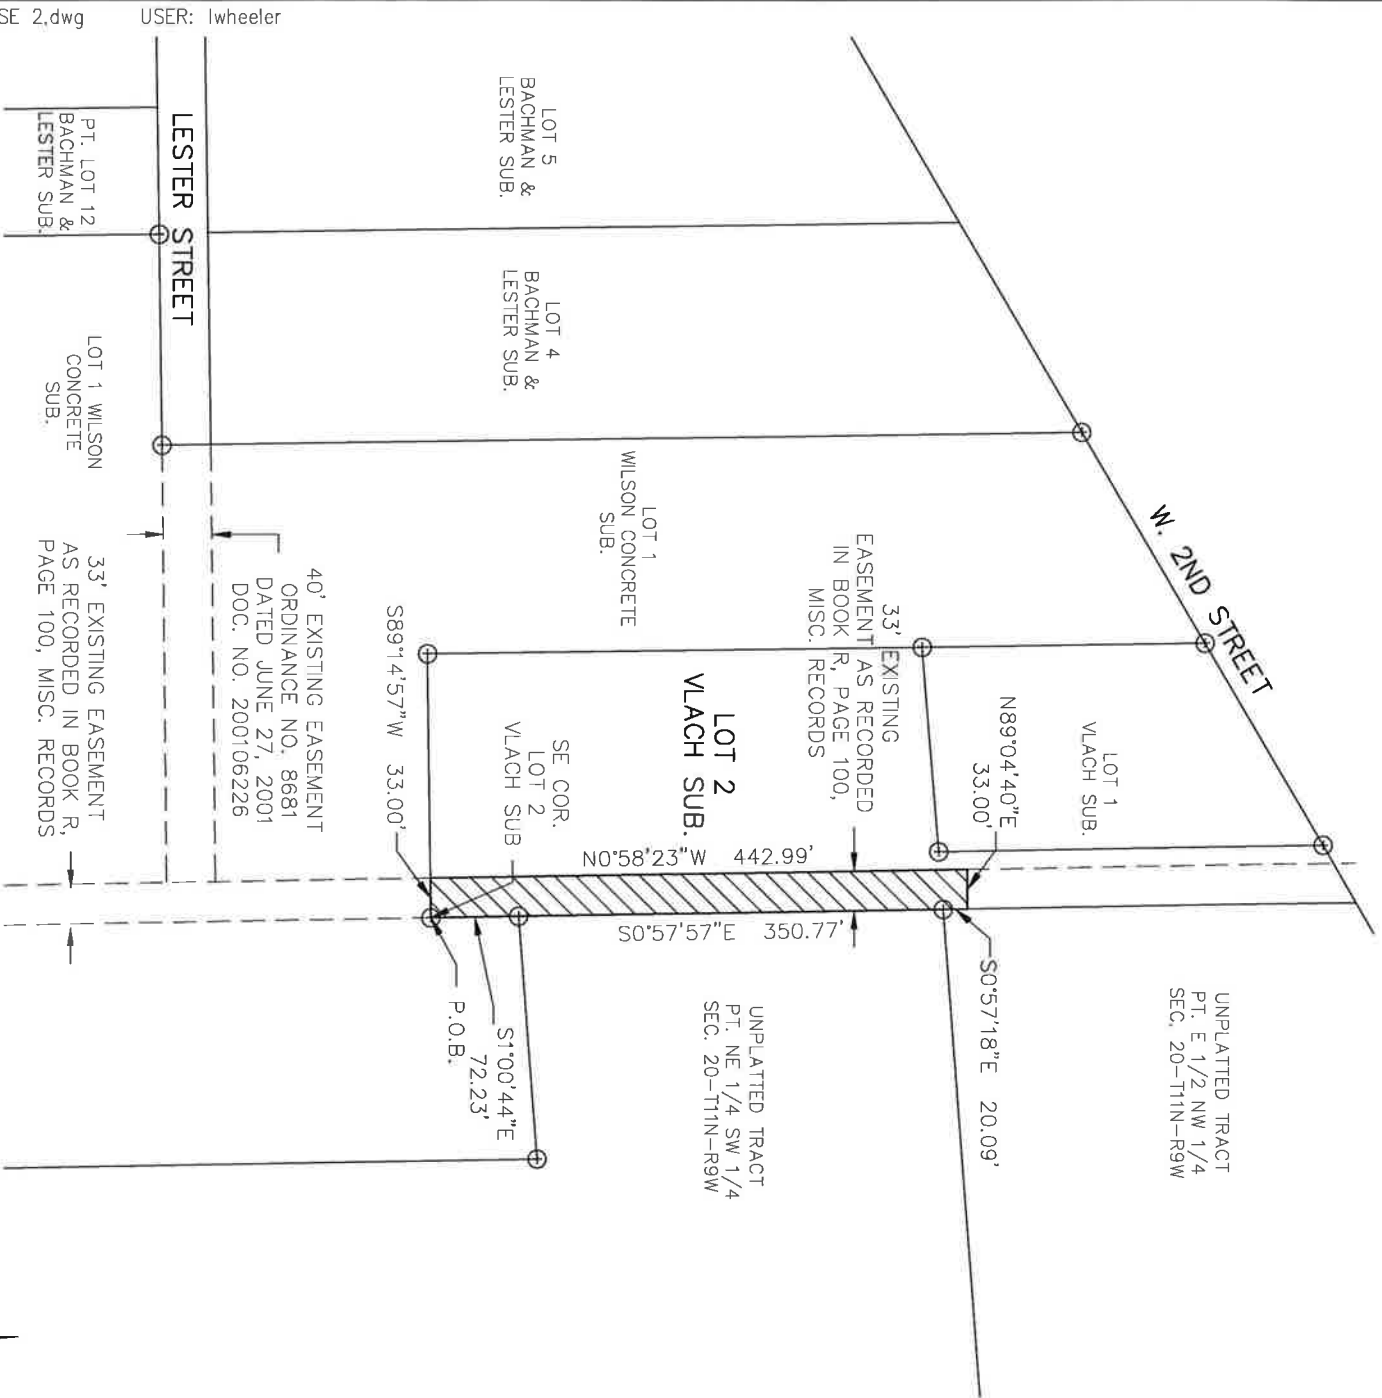 SE 2,dwg USER: lwheeler
LESTER STREET
PT. LOT 12
BACHMAN &
LESTER SUB.
LOT 5
BACHMAN &
LESTER SUB.
LOT 4
BACHMAN &
LESTER SUB.
LOT 1 WILSON
CONCRETE
SUB.
LOT 1
WILSON CONCRETE
SUB.
W. 2ND STREET
33' EXISTING
EASEMENT AS RECORDED
IN BOOK R, PAGE 100,
MISC. RECORDS
40' EXISTING EASEMENT
ORDINANCE NO. 8681
DATED JUNE 27, 2001
DOC. NO. 200106226
33' EXISTING EASEMENT
AS RECORDED IN BOOK R,
PAGE 100, MISC. RECORDS
S89°14'57"W 33.00'
LOT 2
VLACH SUB.
SE COR.
LOT 2
VLACH SUB
N89°04'40"E
33.00'
LOT 1
VLACH SUB.
N0°58'23"W 442.99'
S0°57'57"E 350.77'
S0°57'18"E 20.09'
S1°00'44"E
72.23'
P.O.B.
UNPLATTED TRACT
PT. NE 1/4 SW 1/4
SEC. 20-T11N-R9W
UNPLATTED TRACT
PT. E 1/2 NW 1/4
SEC. 20-T11N-R9W